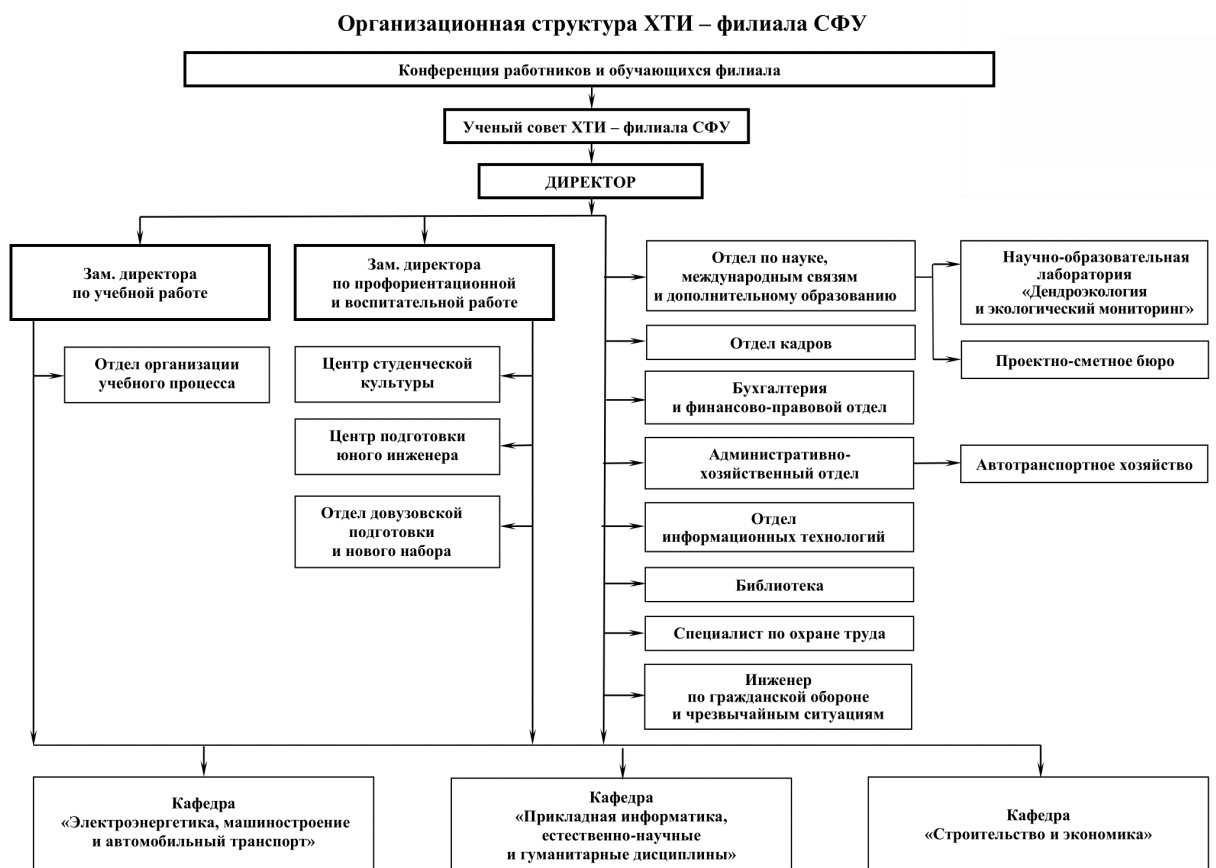 Организационная структура ХТИ – филиала СФУ
Конференция работников и обучающихся филиала
Ученый совет ХТИ – филиала СФУ
ДИРЕКТОР
Зам. директора
по учебной работе
Зам. директора
по профориентационной
и воспитательной работе
Отдел по науке,
международным связям
и дополнительному образованию
Научно-образовательная
лаборатория
«Дендроэкология
и экологический мониторинг»
Отдел организации
учебного процесса
Центр студенческой
культуры
Отдел кадров
Проектно-сметное бюро
Бухгалтерия
и финансово-правовой отдел
Центр подготовки
юного инженера
Административно-
хозяйственный отдел
Автотранспортное хозяйство
Отдел довузовской
подготовки
и нового набора
Отдел
информационных технологий
Библиотека
Специалист по охране труда
Инженер
по гражданской обороне
и чрезвычайным ситуациям
Кафедра
«Электроэнергетика, машиностроение
и автомобильный транспорт»
Кафедра
«Прикладная информатика,
естественно-научные
и гуманитарные дисциплины»
Кафедра
«Строительство и экономика»